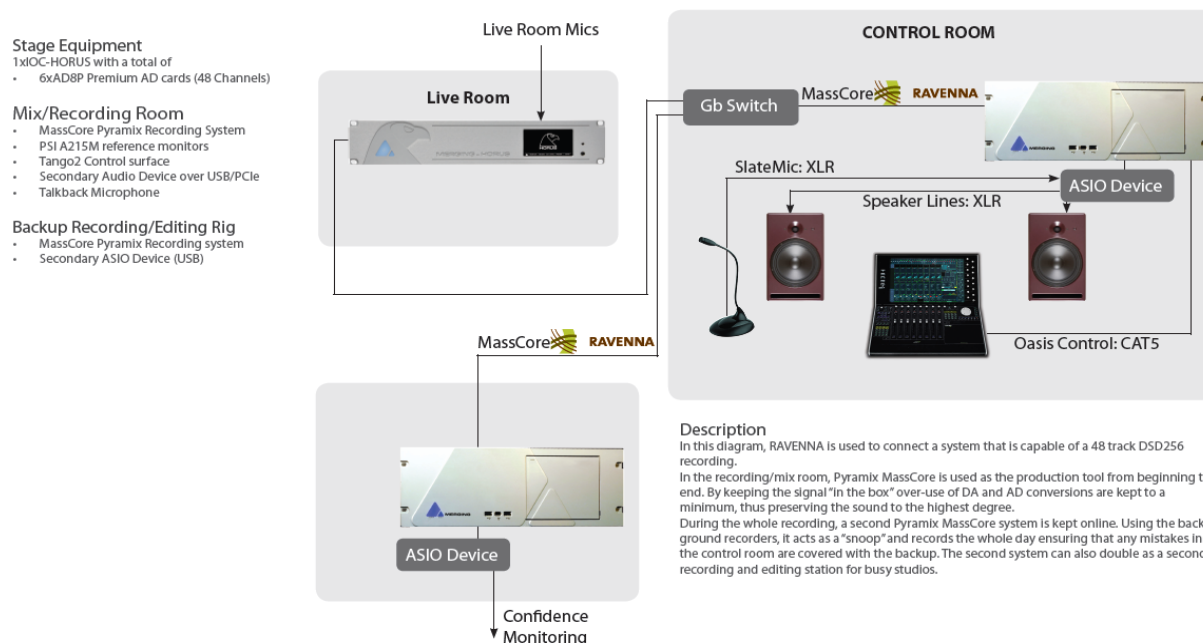 Stage Equipment
1xIOC-HORUS with a total of
• 6xAD8P Premium AD cards (48 Channels)
Mix/Recording Room
• MassCore Pyramix Recording System
• PSI A215M reference monitors
• Tango2 Control surface
• Secondary Audio Device over USB/PCIe
• Talkback Microphone
Backup Recording/Editing Rig
• MassCore Pyramix Recording system
• Secondary ASIO Device (USB)
Live Room Mics
Live Room
MERGING • HORUS
HORUS
CONTROL ROOM
Gb Switch
MassCore RAVENNA
MERGING
SlateMic: XLR
ASIO Device
Speaker Lines: XLR
Oasis Control: CAT5
MassCore RAVENNA
MERGING
ASIO Device
Confidence
Monitoring
Description
In this diagram, RAVENNA is used to connect a system that is capable of a 48 track DSD256
recording.
In the recording/mix room, Pyramix MassCore is used as the production tool from beginning t
end. By keeping the signal "in the box" over-use of DA and AD conversions are kept to a
minimum, thus preserving the sound to the highest degree.
During the whole recording, a second Pyramix MassCore system is kept online. Using the back
ground recorders, it acts as a "snoop" and records the whole day ensuring that any mistakes in
the control room are covered with the backup. The second system can also double as a second
recording and editing station for busy studios.